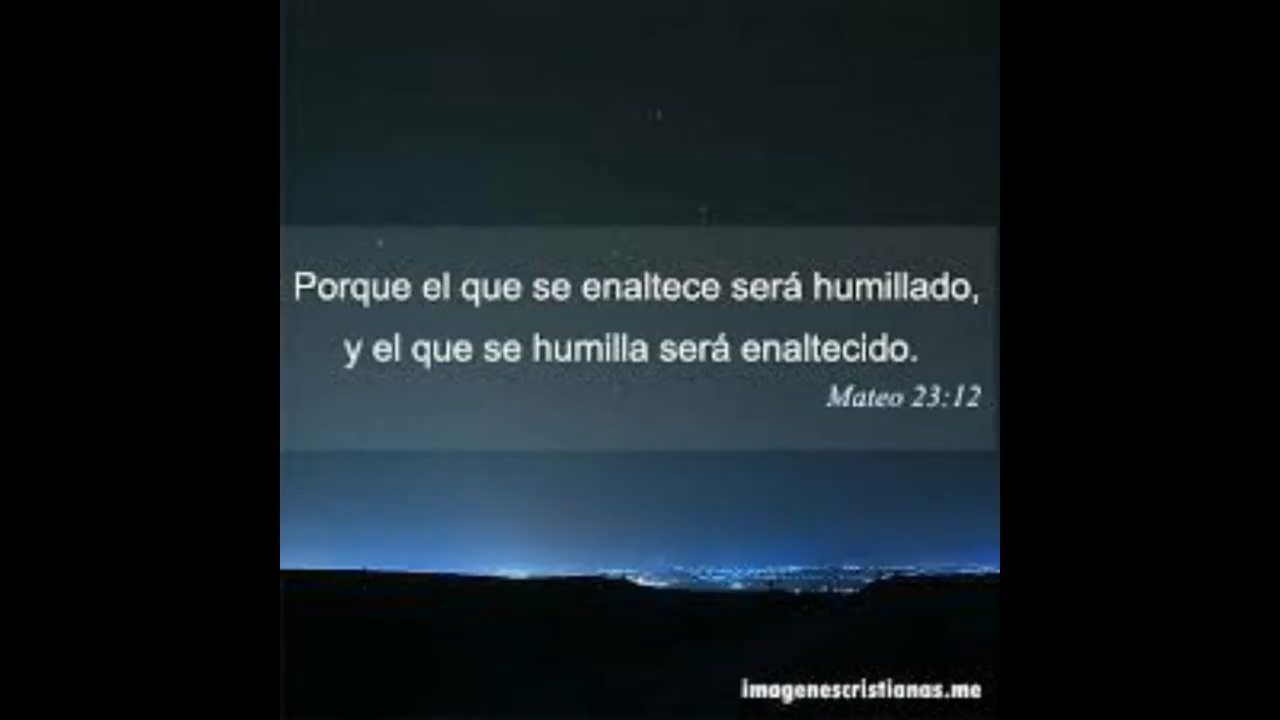 Porque el que se enaltece será humillado,
y el que se humilla será enaltecido.
Mateo 23:12
imagenescristianas.me